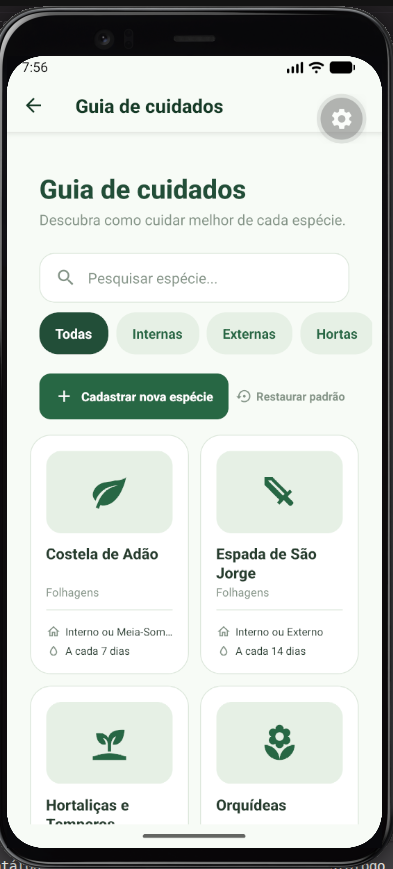 7:56
Guia de cuidados
Guia de cuidados
Descubra como cuidar melhor de cada espécie.
Pesquisar espécie...
Todas Internas Externas Hortas
Cadastrar nova espécie Restaurar padrão
Costela de Adão
Folhagens
Interno ou Meia-Som...
A cada 7 dias
Espada de São
Jorge
Folhagens
Interno ou Externo
A cada 14 dias
Hortaliças e
Temperos
Orquídeas